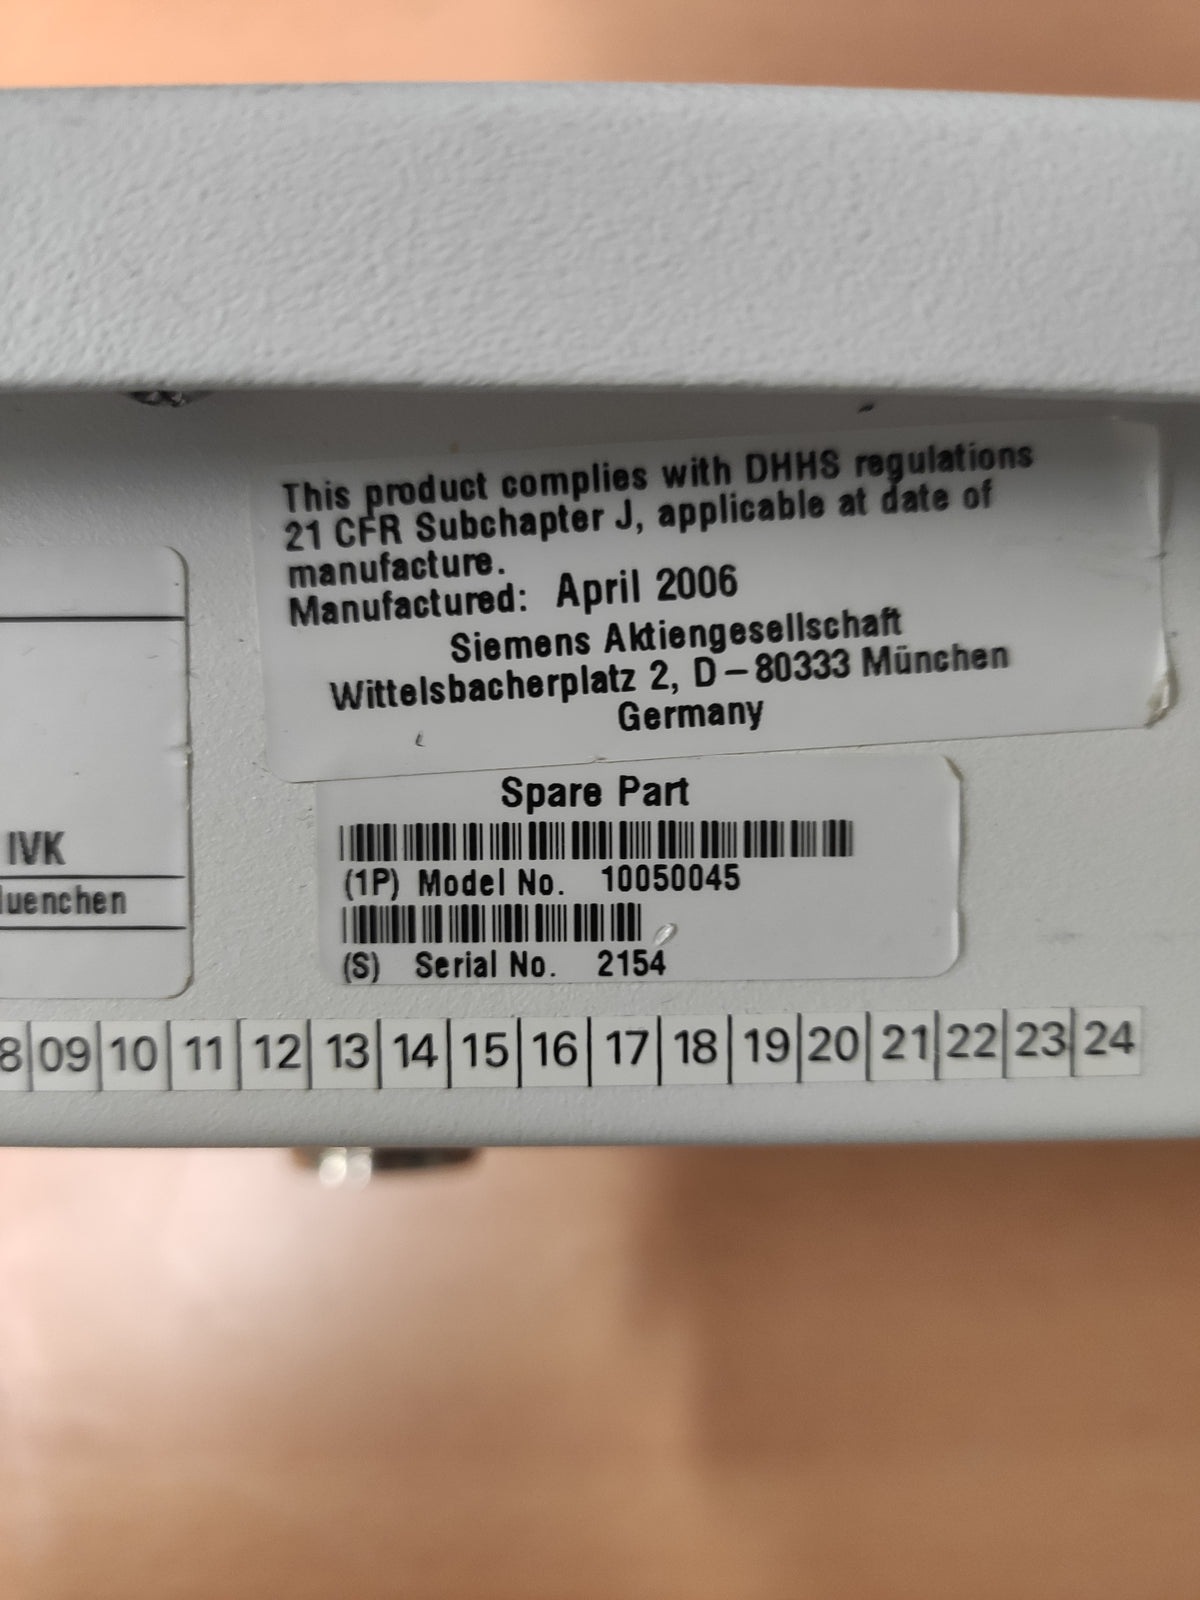 This product complies with DHHS regulations
21 CFR Subchapter J, applicable at date of
manufacture.
Manufactured: April 2006
Siemens Aktiengesellschaft
Wittelsbacherplatz 2, D-80333 München
Germany
Spare Part
(1P) Model No. 10050045
(S) Serial No. 2154
IVK
uenchen
8 09 10 11 12 13 14 15 16 17 18 19 20 21 22 23 24